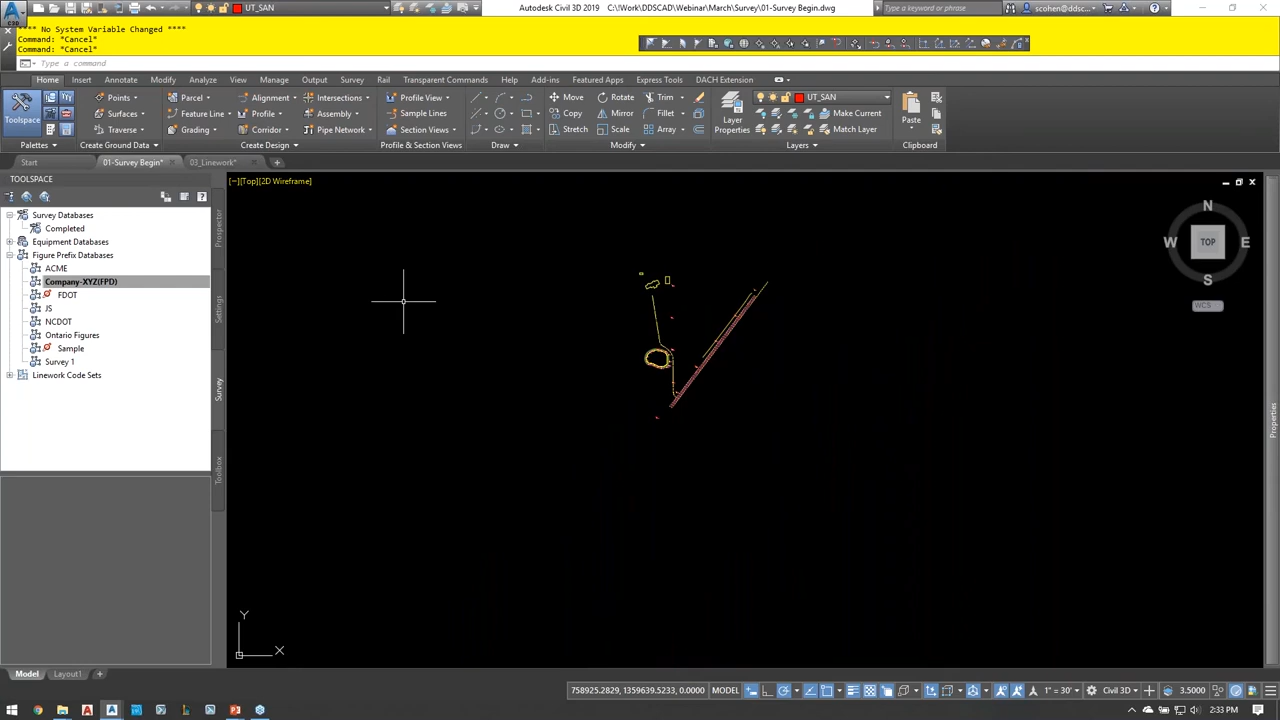 UT_SAN
Autodesk Civil 3D 2019 C:\Work\DDSCAD\Webinar\March\Survey\01-Survey Begin.dwg
Type a keyword or phrase
scohen@ddsc...
C3D
**** No System Variable Changed ****
Command: *Cancel*
Command: *Cancel*
Type a command
Home Insert Annotate Modify Analyze View Manage Output Survey Rail Transparent Commands Help Add-ins Featured Apps Express Tools DACH Extension
Toolspace
Points
Surfaces
Traverse
Parcel
Feature Line
Grading
Alignment
Profile
Corridor
Intersections
Assembly
Pipe Network
Profile View
Sample Lines
Section Views
Move Rotate Trim
Copy Mirror Fillet
Stretch Scale Array
Layer Properties
UT_SAN
Make Current
Match Layer
Paste
Palettes Create Ground Data Create Design Profile & Section Views Draw Modify Layers Clipboard
Start 01-Survey Begin* 03_Linework*
TOOLSPACE
[−][Top][2D Wireframe]
Survey Databases
Completed
Equipment Databases
Figure Prefix Databases
ACME
Company-XYZ(FPD)
FDOT
JS
NCDOT
Ontario Figures
Sample
Survey 1
Linework Code Sets
Prospector
Settings
Survey
Toolbox
N
W TOP E
S
WCS
Properties
Y
X
Model Layout1
758925.2829, 1359639.5233, 0.0000 MODEL 1" = 30' Civil 3D 3.5000
2:33 PM